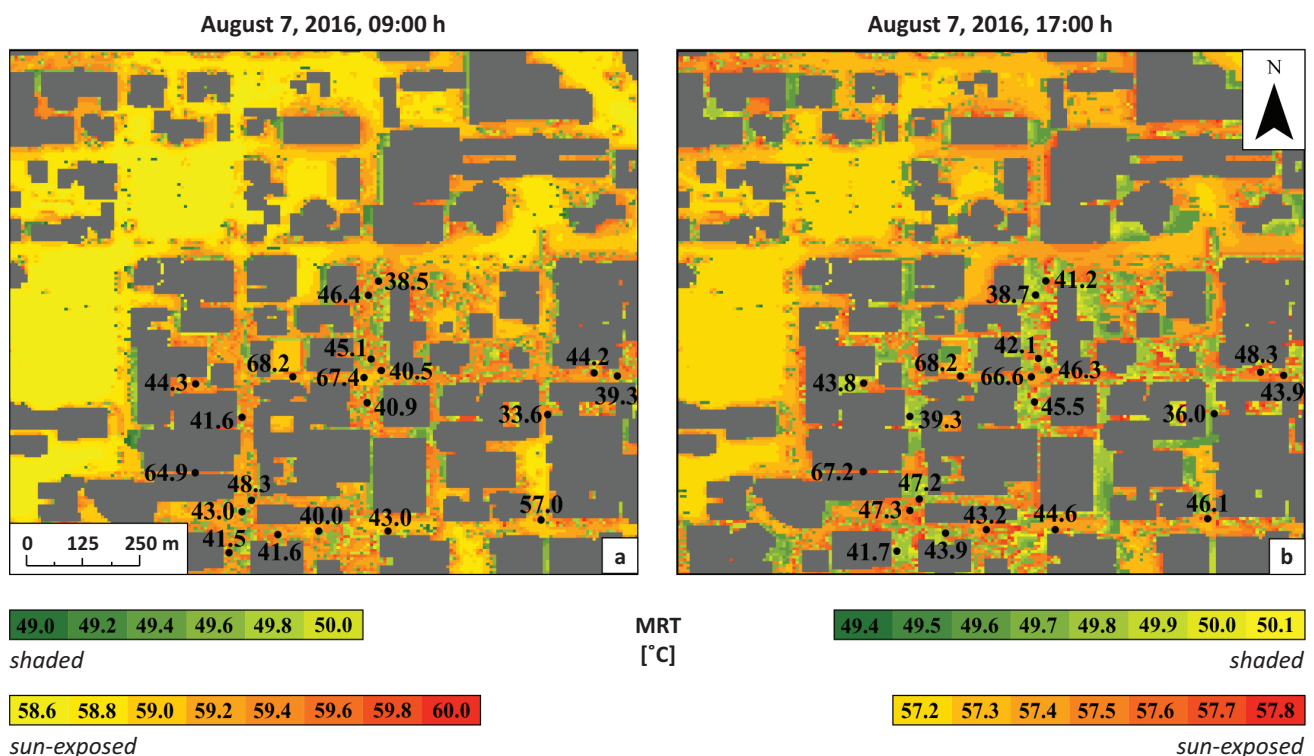 August 7, 2016, 09:00 h
August 7, 2016, 17:00 h
N
38.5
46.4
45.1
40.5
68.2
67.4
44.3
44.2
39.3
40.9
41.6
33.6
64.9
48.3
43.0
40.0
43.0
57.0
41.5
41.6
0 125 250 m
a
41.2
38.7
42.1
46.3
68.2
66.6
43.8
48.3
43.9
45.5
39.3
36.0
67.2
47.2
47.3
43.2
44.6
46.1
41.7
43.9
b
49.0 49.2 49.4 49.6 49.8 50.0
shaded
MRT
[˚C]
49.4 49.5 49.6 49.7 49.8 49.9 50.0 50.1
shaded
58.6 58.8 59.0 59.2 59.4 59.6 59.8 60.0
sun-exposed
57.2 57.3 57.4 57.5 57.6 57.7 57.8
sun-exposed